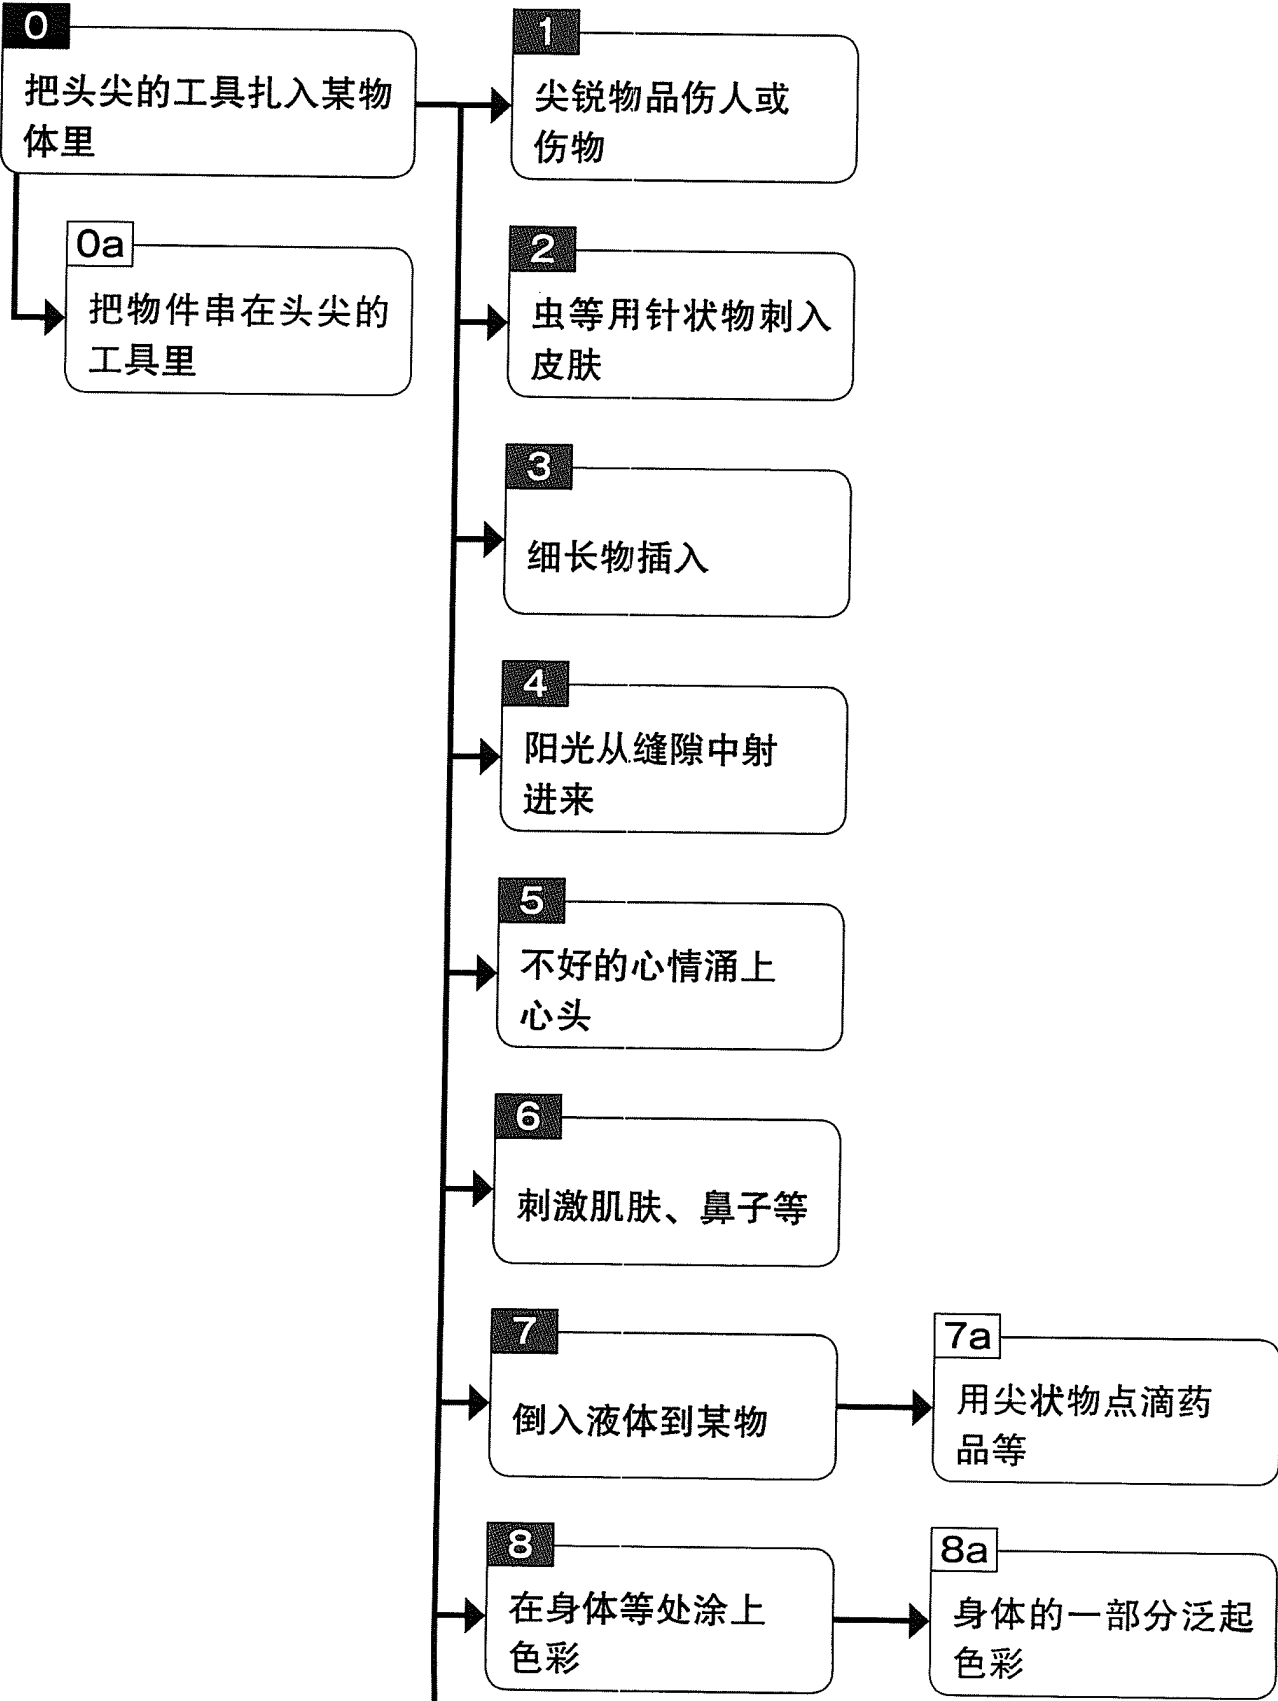 0
把头尖的工具扎入某物
体里
0a
把物件串在头尖的
工具里
1
尖锐物品伤人或
伤物
2
虫等用针状物刺入
皮肤
3
细长物插入
4
阳光从缝隙中射
进来
5
不好的心情涌上
心头
6
刺激肌肤、鼻子等
7
倒入液体到某物
7a
用尖状物点滴药
品等
8
在身体等处涂上
色彩
8a
身体的一部分泛起
色彩